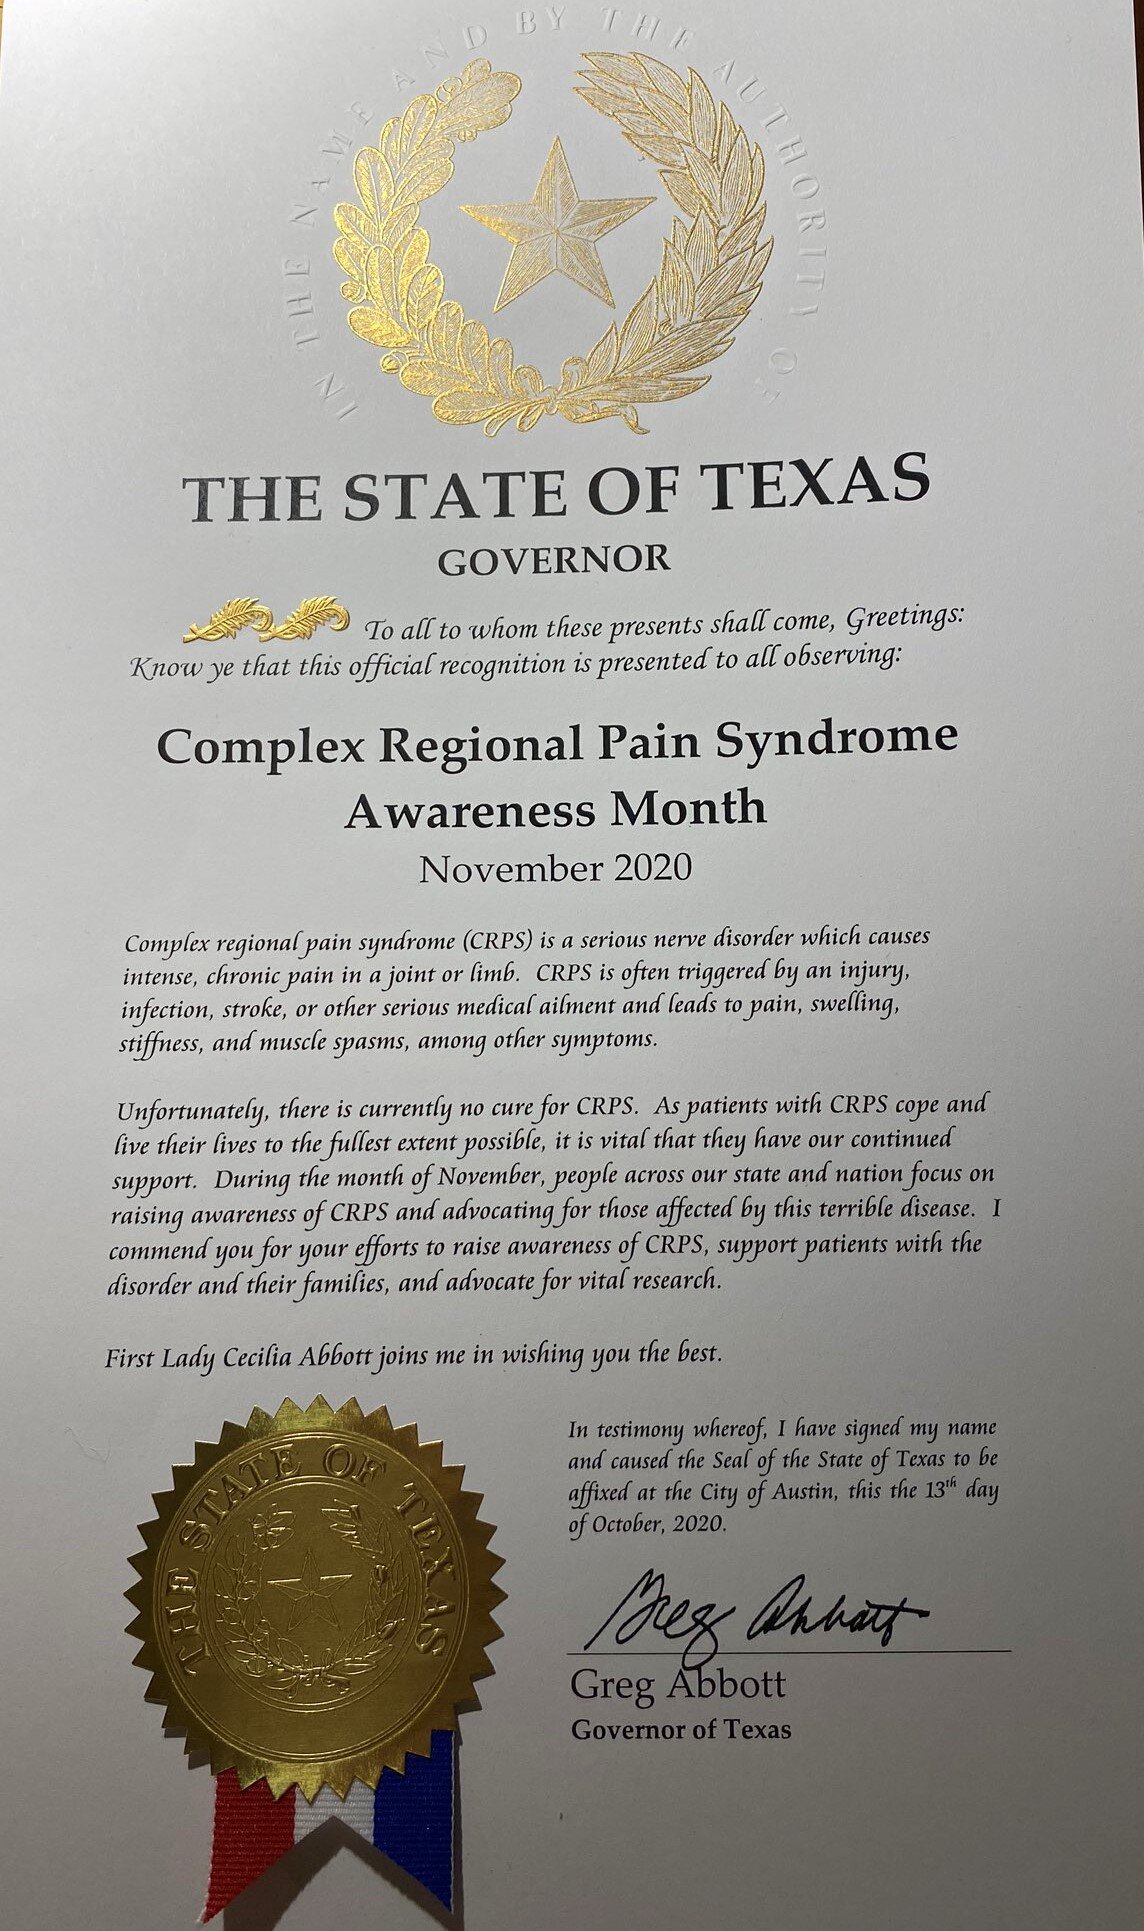 IN THE NAME AND BY THE AUTHORITY OF
THE STATE OF TEXAS
GOVERNOR
To all to whom these presents shall come, Greetings:
Know ye that this official recognition is presented to all observing:
Complex Regional Pain Syndrome
Awareness Month
November 2020
Complex regional pain syndrome (CRPS) is a serious nerve disorder which causes
intense, chronic pain in a joint or limb. CRPS is often triggered by an injury,
infection, stroke, or other serious medical ailment and leads to pain, swelling,
stiffness, and muscle spasms, among other symptoms.
Unfortunately, there is currently no cure for CRPS. As patients with CRPS cope and
live their lives to the fullest extent possible, it is vital that they have our continued
support. During the month of November, people across our state and nation focus on
raising awareness of CRPS and advocating for those affected by this terrible disease. I
commend you for your efforts to raise awareness of CRPS, support patients with the
disorder and their families, and advocate for vital research.
First Lady Cecilia Abbott joins me in wishing you the best.
THE STATE OF TEXAS
In testimony whereof, I have signed my name
and caused the Seal of the State of Texas to be
affixed at the City of Austin, this the 13th day
of October, 2020.
Greg Abbott
Greg Abbott
Governor of Texas